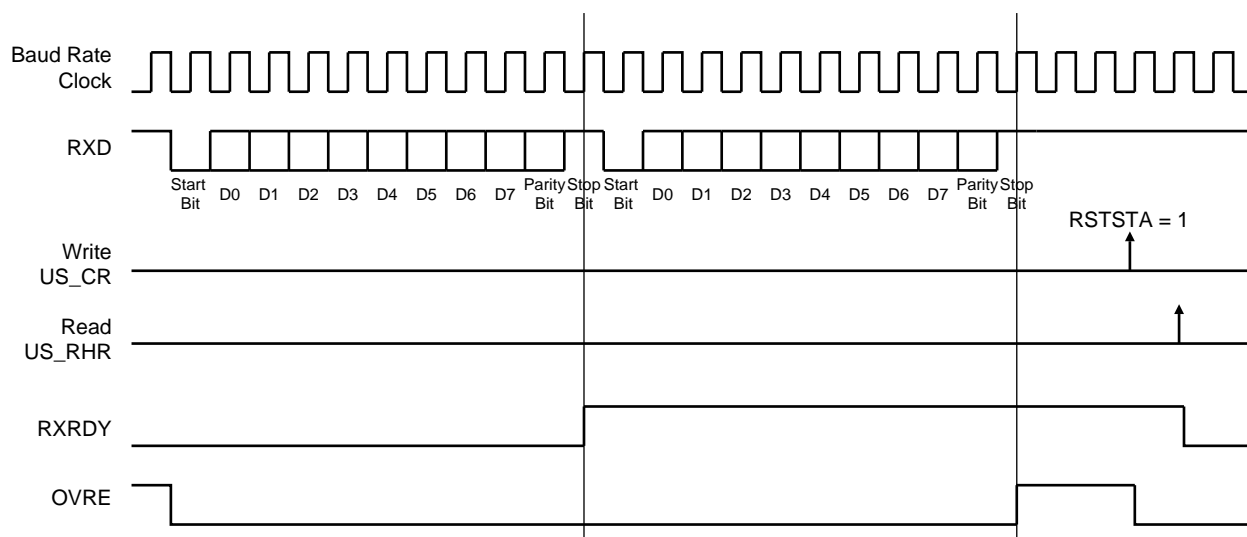 Baud Rate
Clock
RXD
Start
Bit
D0
D1
D2
D3
D4
D5
D6
D7
Parity
Bit
Stop
Bit
Start
Bit
D0
D1
D2
D3
D4
D5
D6
D7
Parity
Bit
Stop
Bit
RSTSTA = 1
Write
US_CR
Read
US_RHR
RXRDY
OVRE